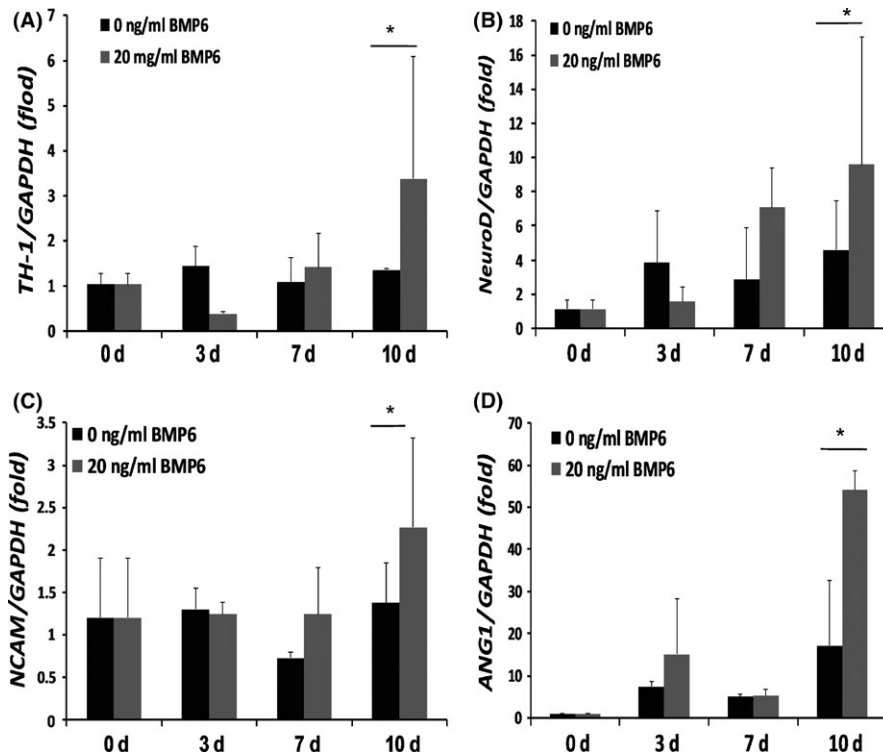 (A)
TH-1/GAPDH (flod)
7
6
5
4
3
2
1
0
0 ng/ml BMP6
20 mg/ml BMP6
*
0 d 3 d 7 d 10 d
(B)
NeuroD/GAPDH (fold)
18
16
14
12
10
8
6
4
2
0
0 ng/ml BMP6
20 ng/ml BMP6
*
0 d 3 d 7 d 10 d
(C)
NCAM/GAPDH (fold)
3.5
3
2.5
2
1.5
1
0.5
0
0 ng/ml BMP6
20 ng/ml BMP6
*
0 d 3 d 7 d 10 d
(D)
ANG1/GAPDH (fold)
70
60
50
40
30
20
10
0
0 ng/ml BMP6
20 ng/ml BMP6
*
0 d 3 d 7 d 10 d